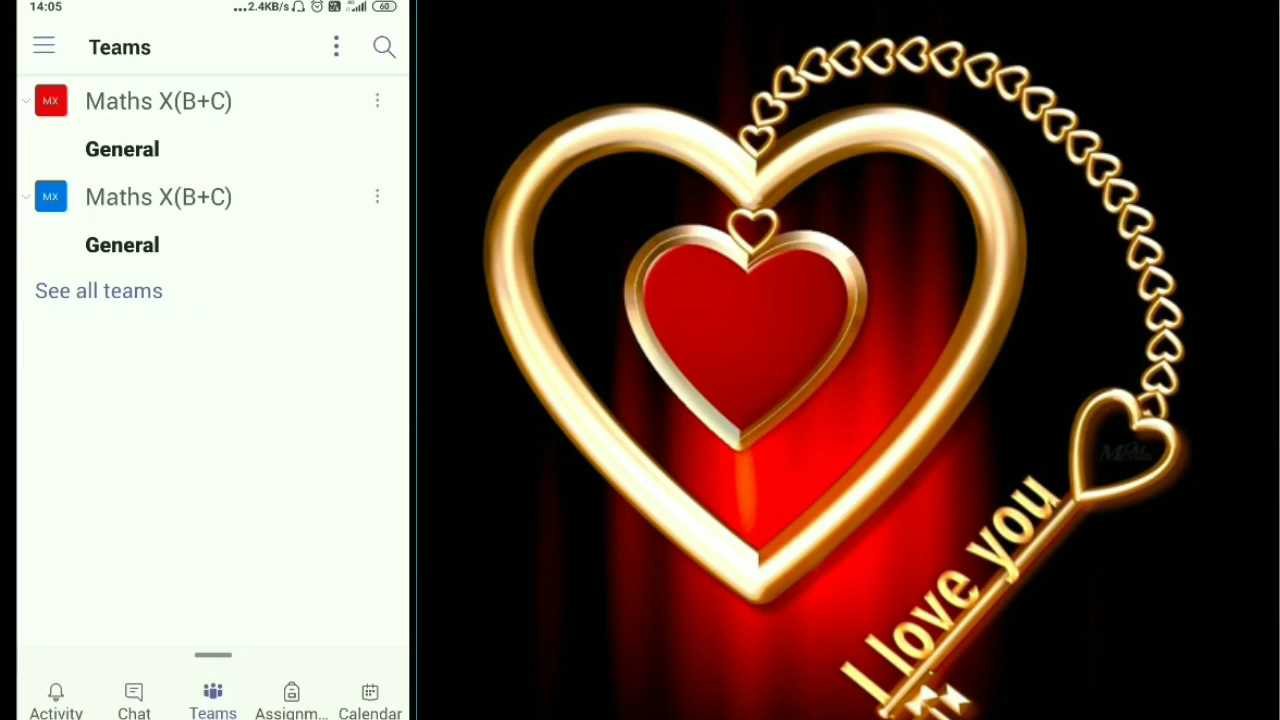 14:05
...2.4KB/s
60
Teams
MX
Maths X(B+C)
General
MX
Maths X(B+C)
General
See all teams
Activity
Chat
Teams
Assignm...
Calendar
I love you